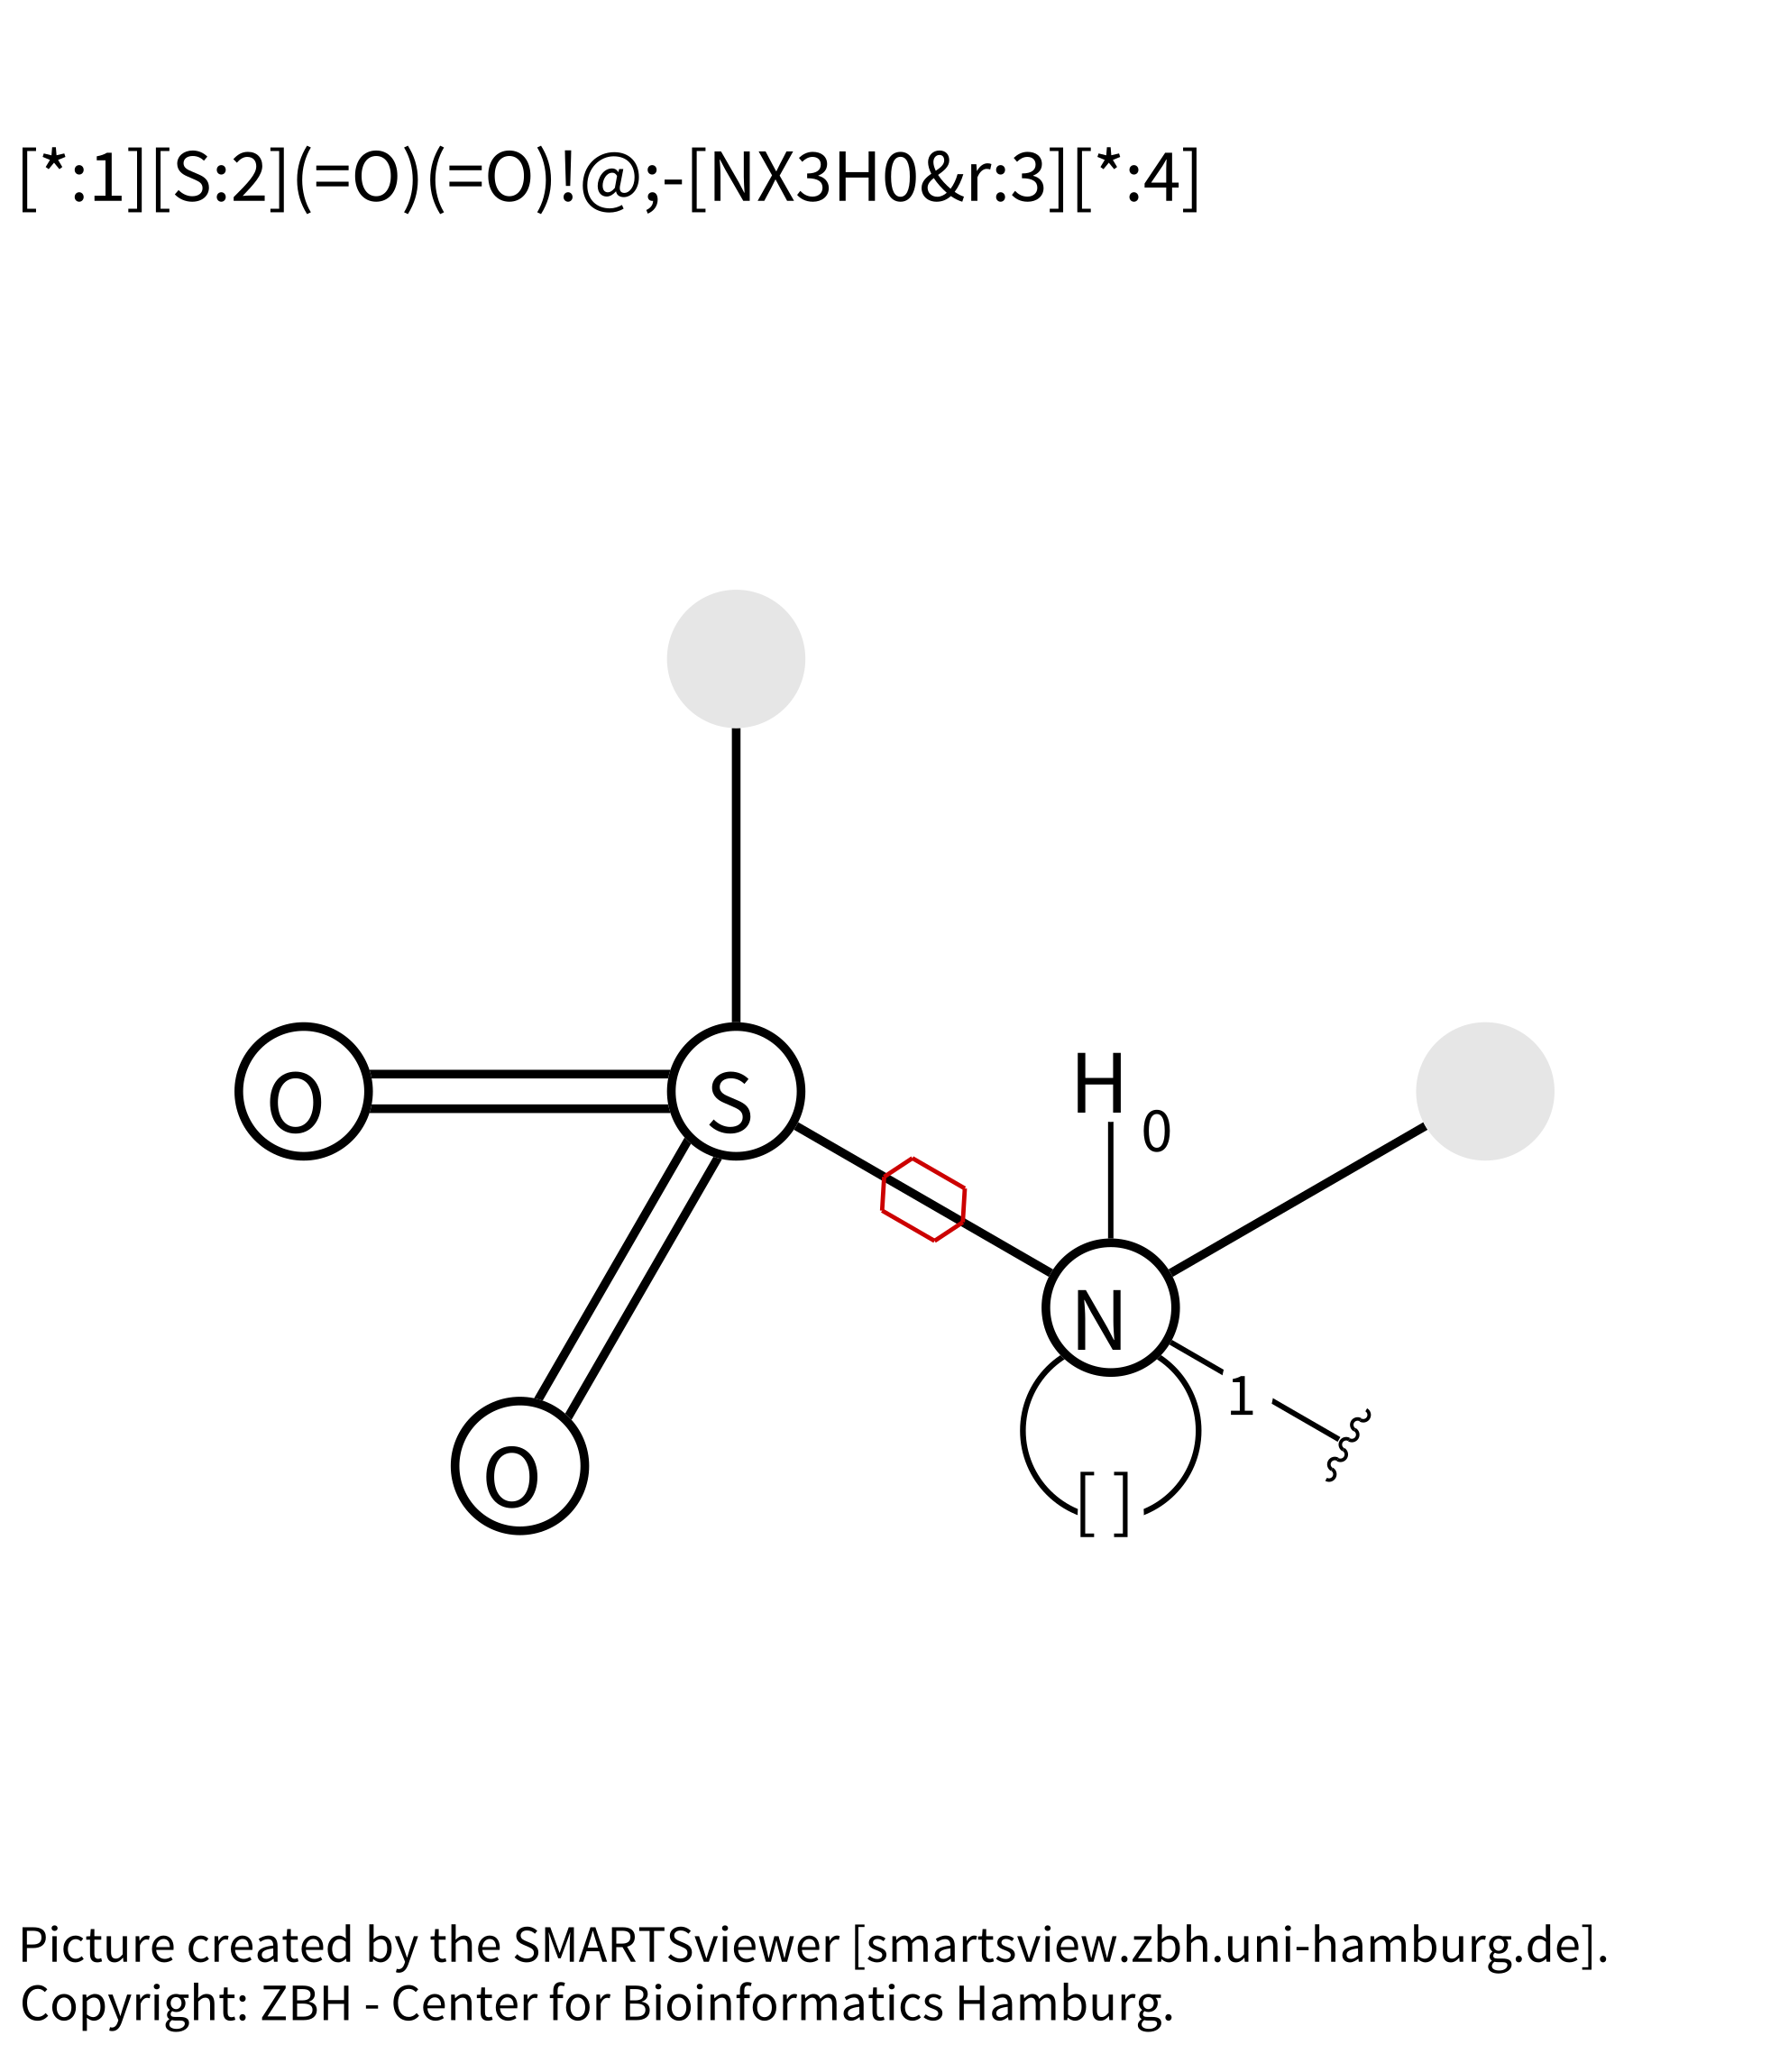 [*:1][S:2](=O)(=O)!@;-[NX3H0&r:3][*:4]
H
0
O
S
N
1
O
[ ]
Picture created by the SMARTSviewer [smartsview.zbh.uni-hamburg.de].
Copyright: ZBH - Center for Bioinformatics Hamburg.